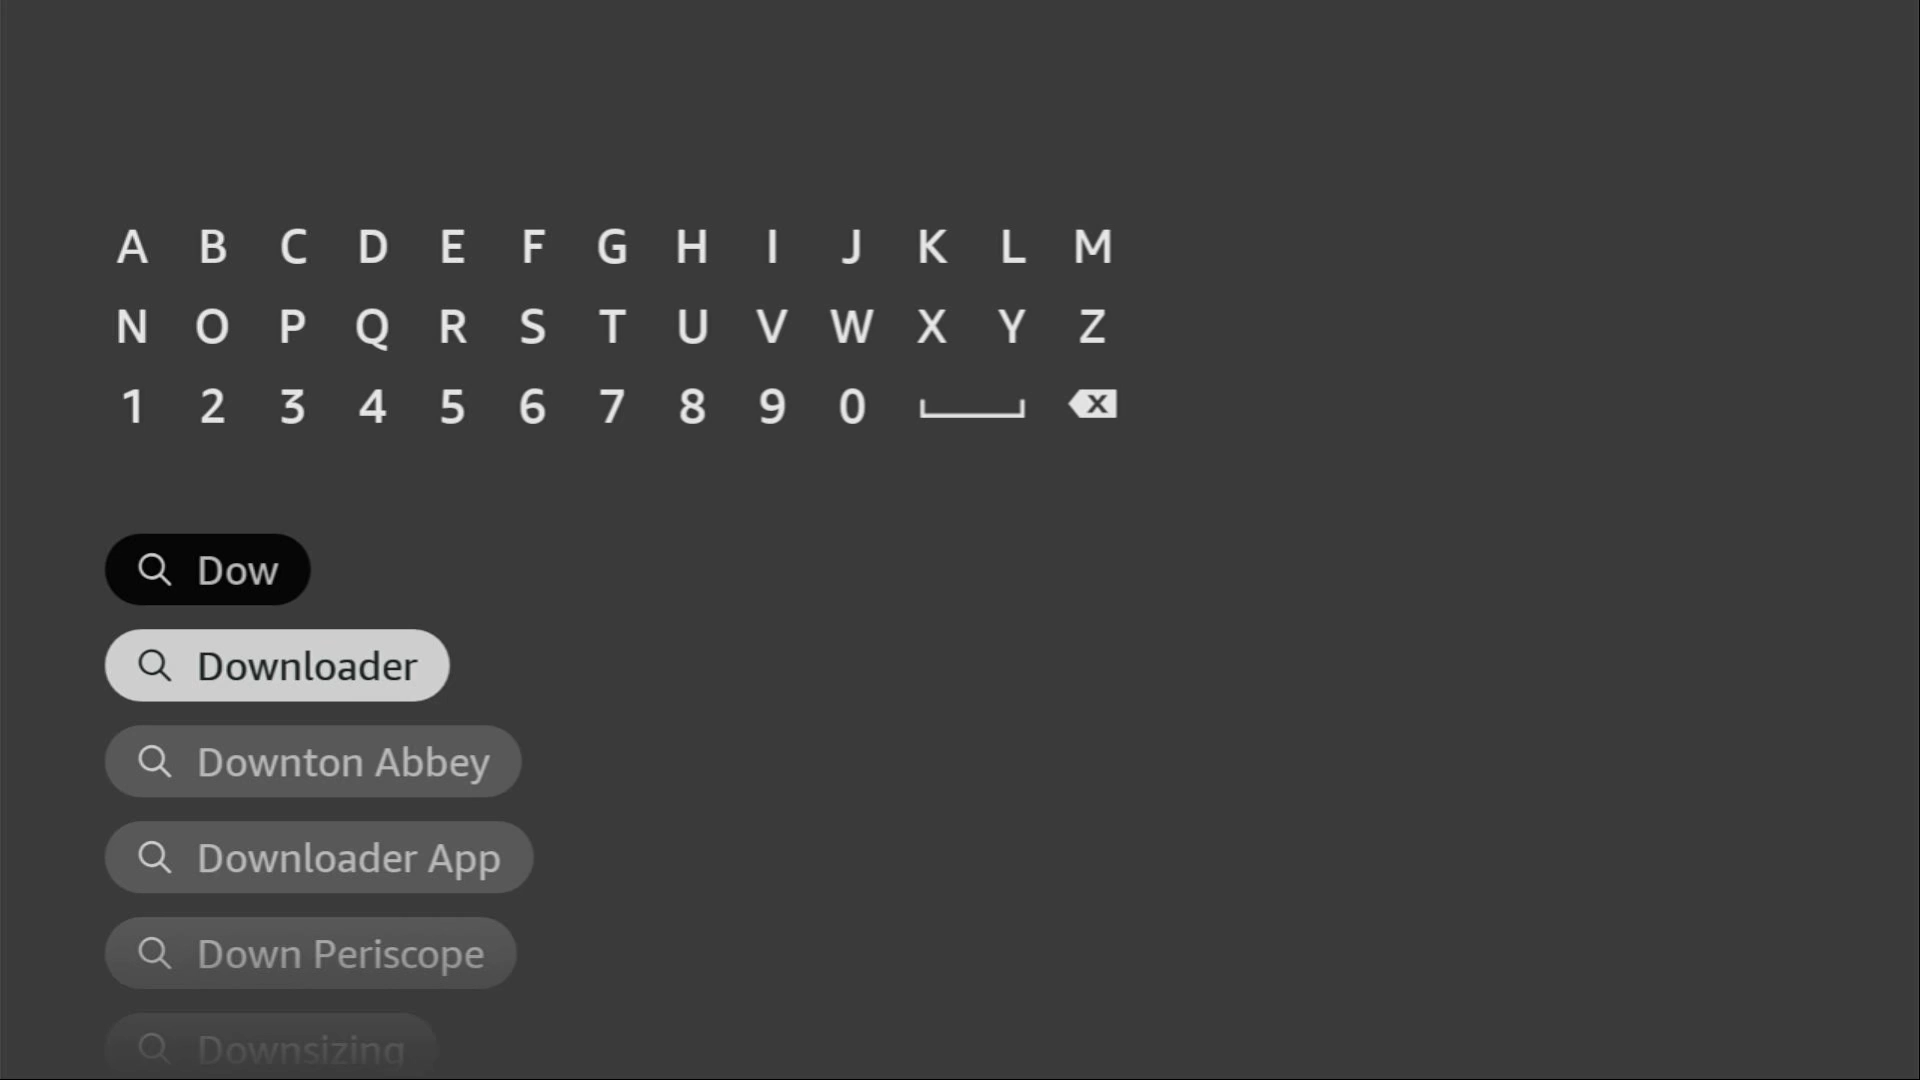 A B C D E F G H I J K L M
N O P Q R S T U V W X Y Z
1 2 3 4 5 6 7 8 9 0
Dow
Downloader
Downton Abbey
Downloader App
Down Periscope
Downsizing